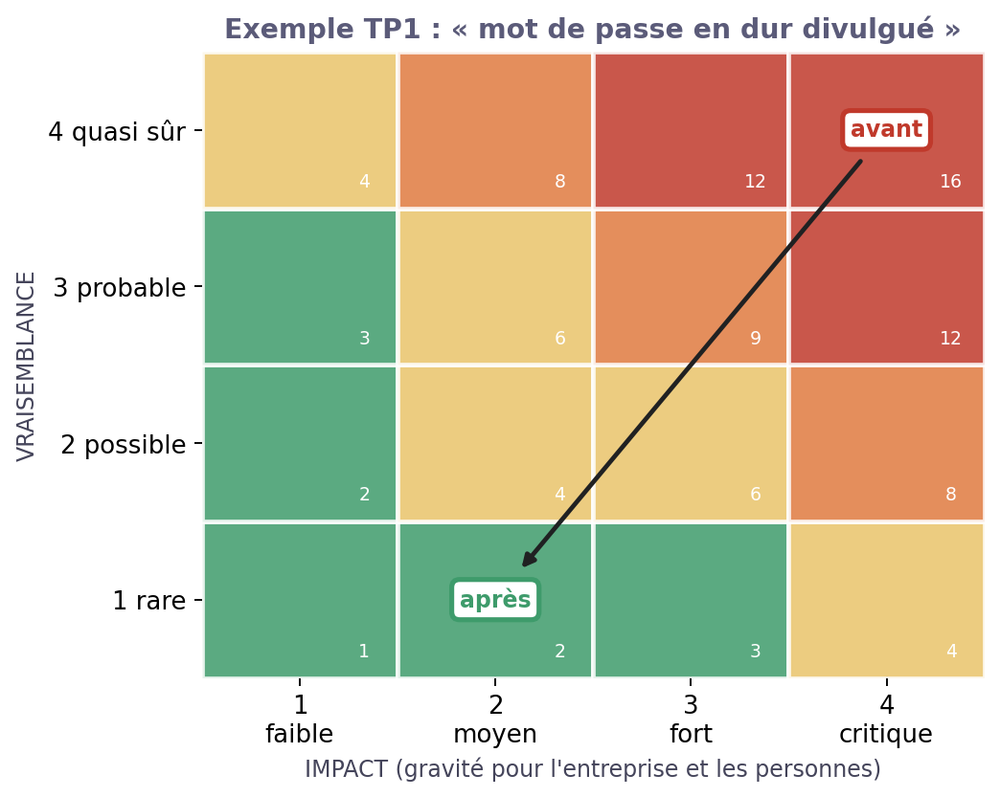 Exemple TP1 : « mot de passe en dur divulgué »
VRAISEMBLANCE
4 quasi sûr
avant
4
8
12
16
3 probable
3
6
9
12
2 possible
2
4
6
8
1 rare
après
1
2
3
4
1
2
3
4
faible
moyen
fort
critique
IMPACT (gravité pour l'entreprise et les personnes)